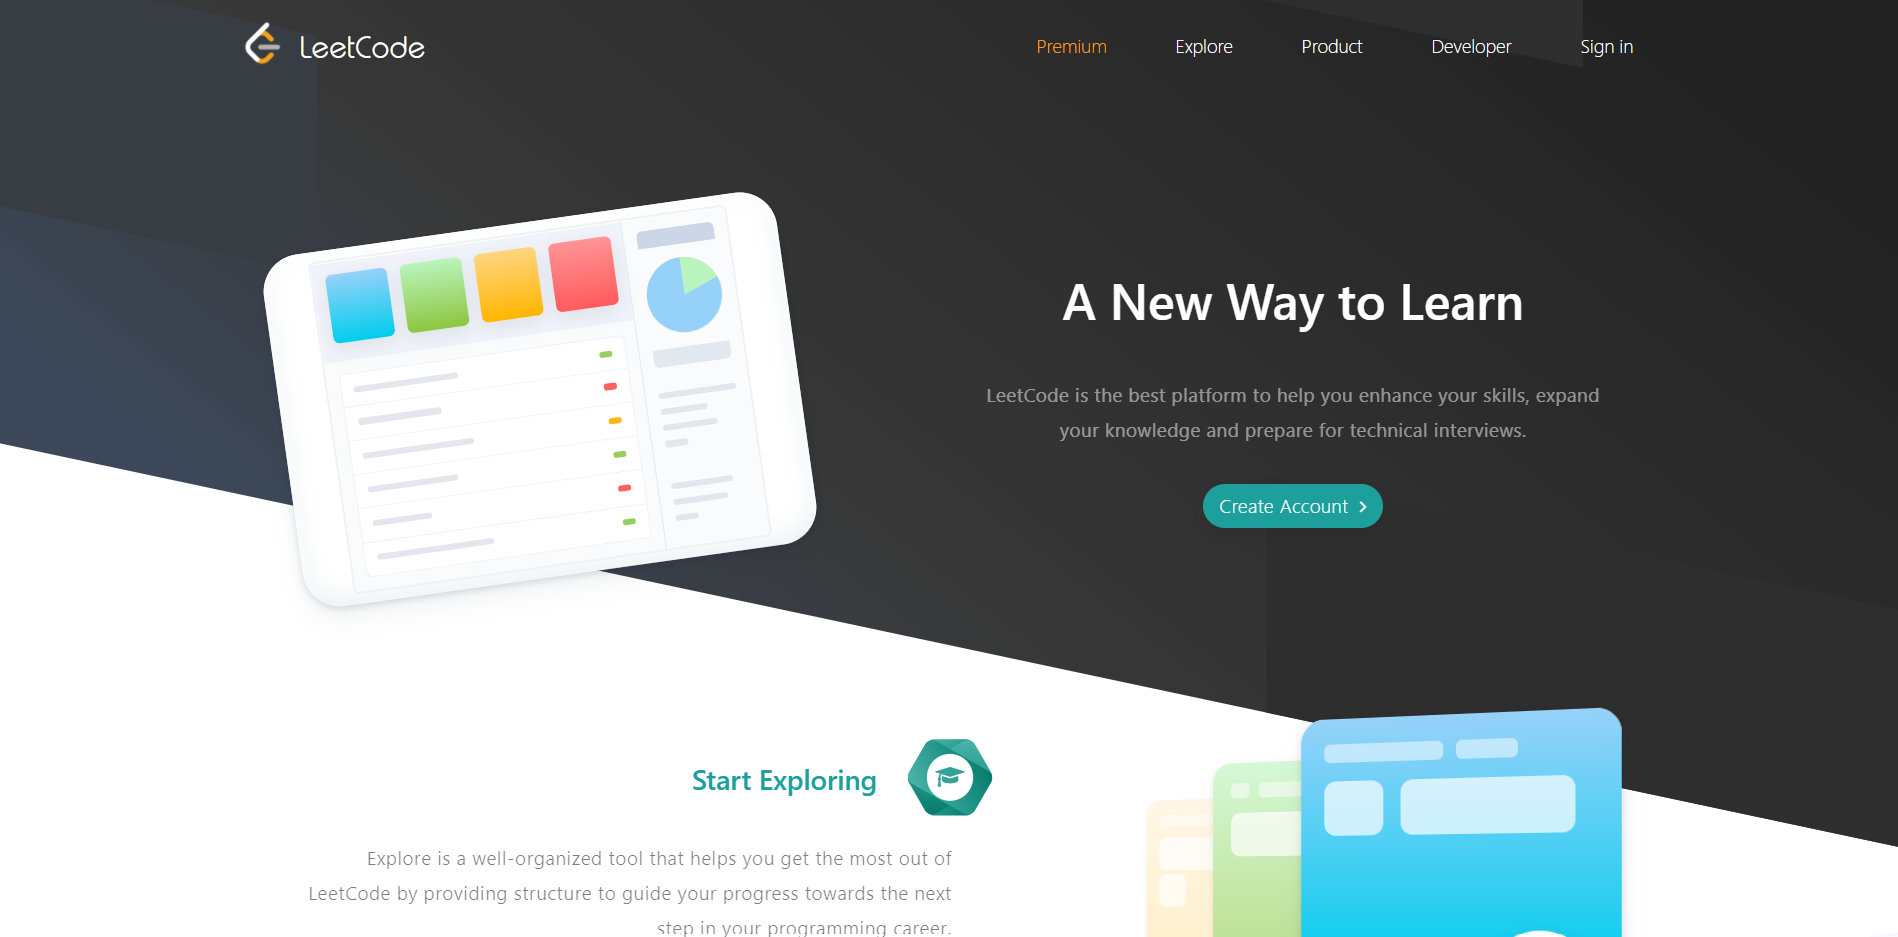 LeetCode
Premium Explore Product Developer Sign in
A New Way to Learn
LeetCode is the best platform to help you enhance your skills, expand
your knowledge and prepare for technical interviews.
Create Account
Start Exploring
Explore is a well-organized tool that helps you get the most out of
LeetCode by providing structure to guide your progress towards the next
step in your programming career.